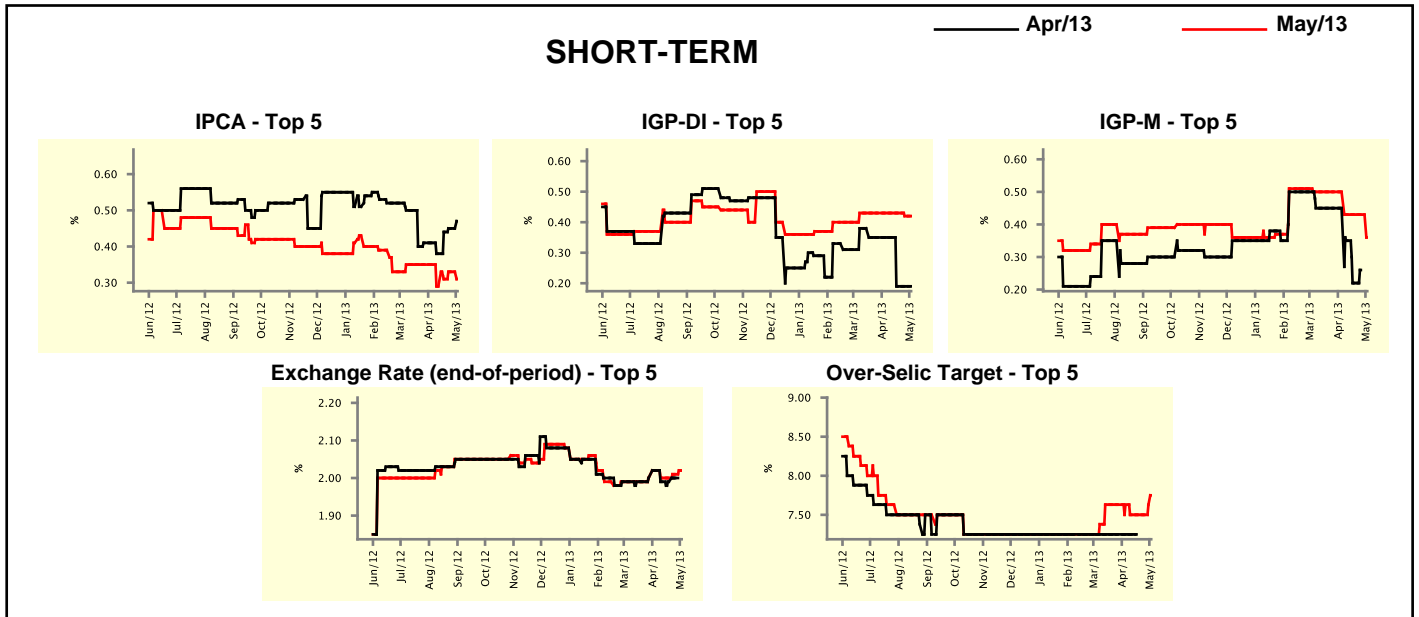 Apr/13
May/13
SHORT-TERM
IPCA - Top 5
0.60
0.50
0.40
0.30
%
Jun/12
Jul/12
Aug/12
Sep/12
Oct/12
Nov/12
Dec/12
Jan/13
Feb/13
Mar/13
Apr/13
May/13
IGP-DI - Top 5
0.60
0.50
0.40
0.30
0.20
%
Jun/12
Jul/12
Aug/12
Sep/12
Oct/12
Nov/12
Dec/12
Jan/13
Feb/13
Mar/13
Apr/13
May/13
IGP-M - Top 5
0.60
0.50
0.40
0.30
0.20
%
Jun/12
Jul/12
Aug/12
Sep/12
Oct/12
Nov/12
Dec/12
Jan/13
Feb/13
Mar/13
Apr/13
May/13
Exchange Rate (end-of-period) - Top 5
2.20
2.10
2.00
1.90
%
Jun/12
Jul/12
Aug/12
Sep/12
Oct/12
Nov/12
Dec/12
Jan/13
Feb/13
Mar/13
Apr/13
May/13
Over-Selic Target - Top 5
9.00
8.50
8.00
7.50
%
Jun/12
Jul/12
Aug/12
Sep/12
Oct/12
Nov/12
Dec/12
Jan/13
Feb/13
Mar/13
Apr/13
May/13